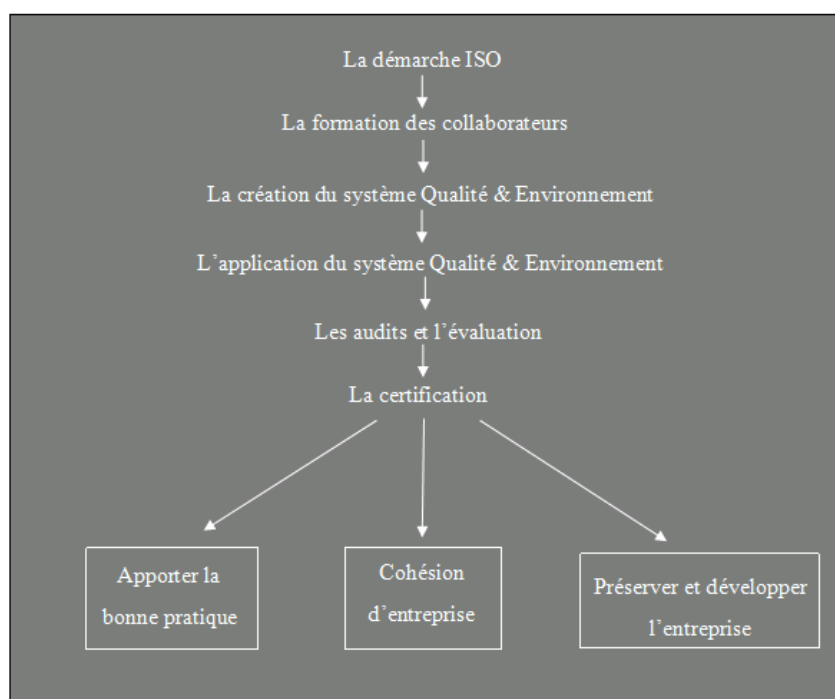 La démarche ISO
La formation des collaborateurs
La création du système Qualité & Environnement
L’application du système Qualité & Environnement
Les audits et l’évaluation
La certification
Apporter la
bonne pratique
Cohésion
d’entreprise
Préserver et développer
l’entreprise